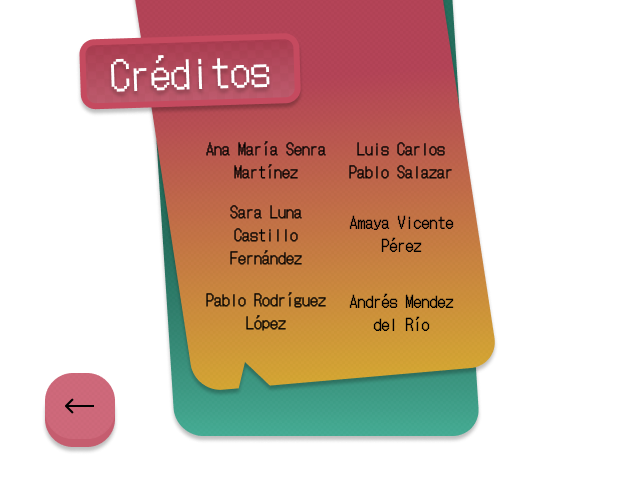 Créditos
Ana María Senra
Martínez
Luis Carlos
Pablo Salazar
Sara Luna
Castillo
Fernández
Amaya Vicente
Pérez
Pablo Rodríguez
López
Andrés Mendez
del Río